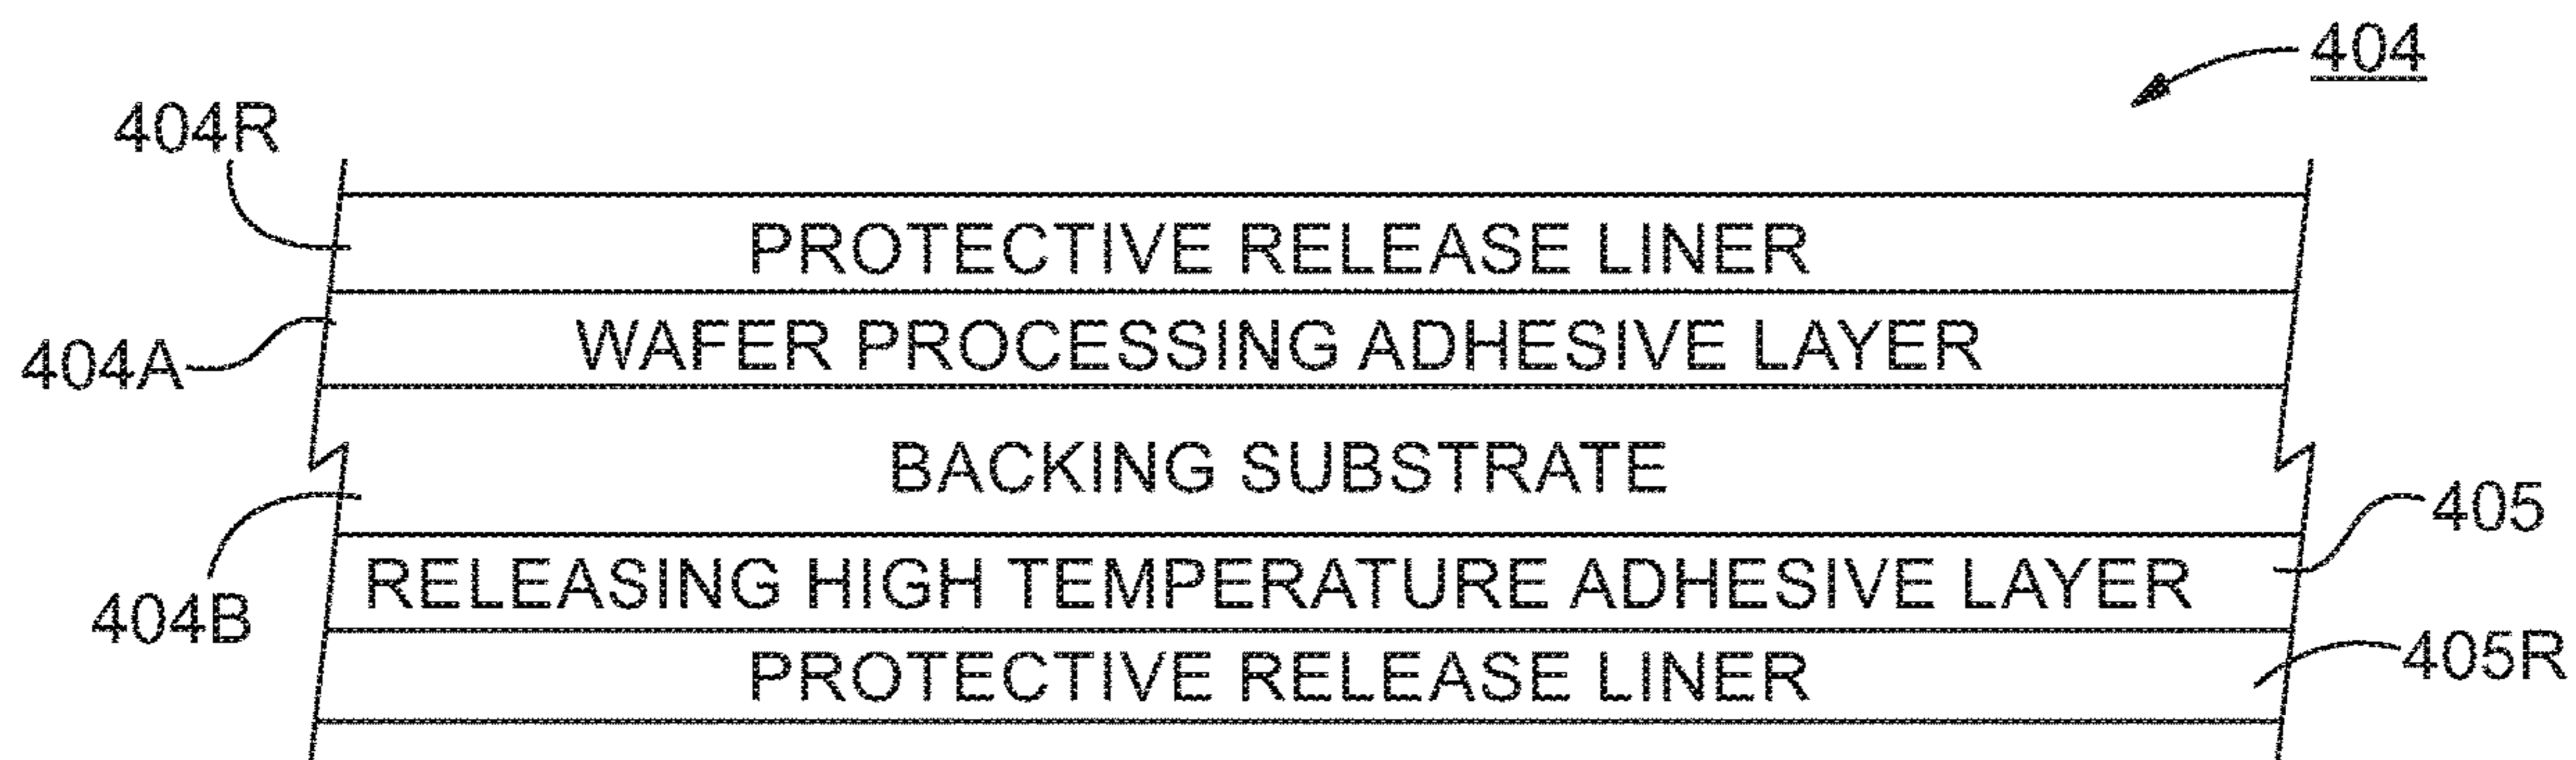 404
404R
PROTECTIVE RELEASE LINER
404A
WAFER PROCESSING ADHESIVE LAYER
BACKING SUBSTRATE
405
404B
RELEASING HIGH TEMPERATURE ADHESIVE LAYER
405R
PROTECTIVE RELEASE LINER